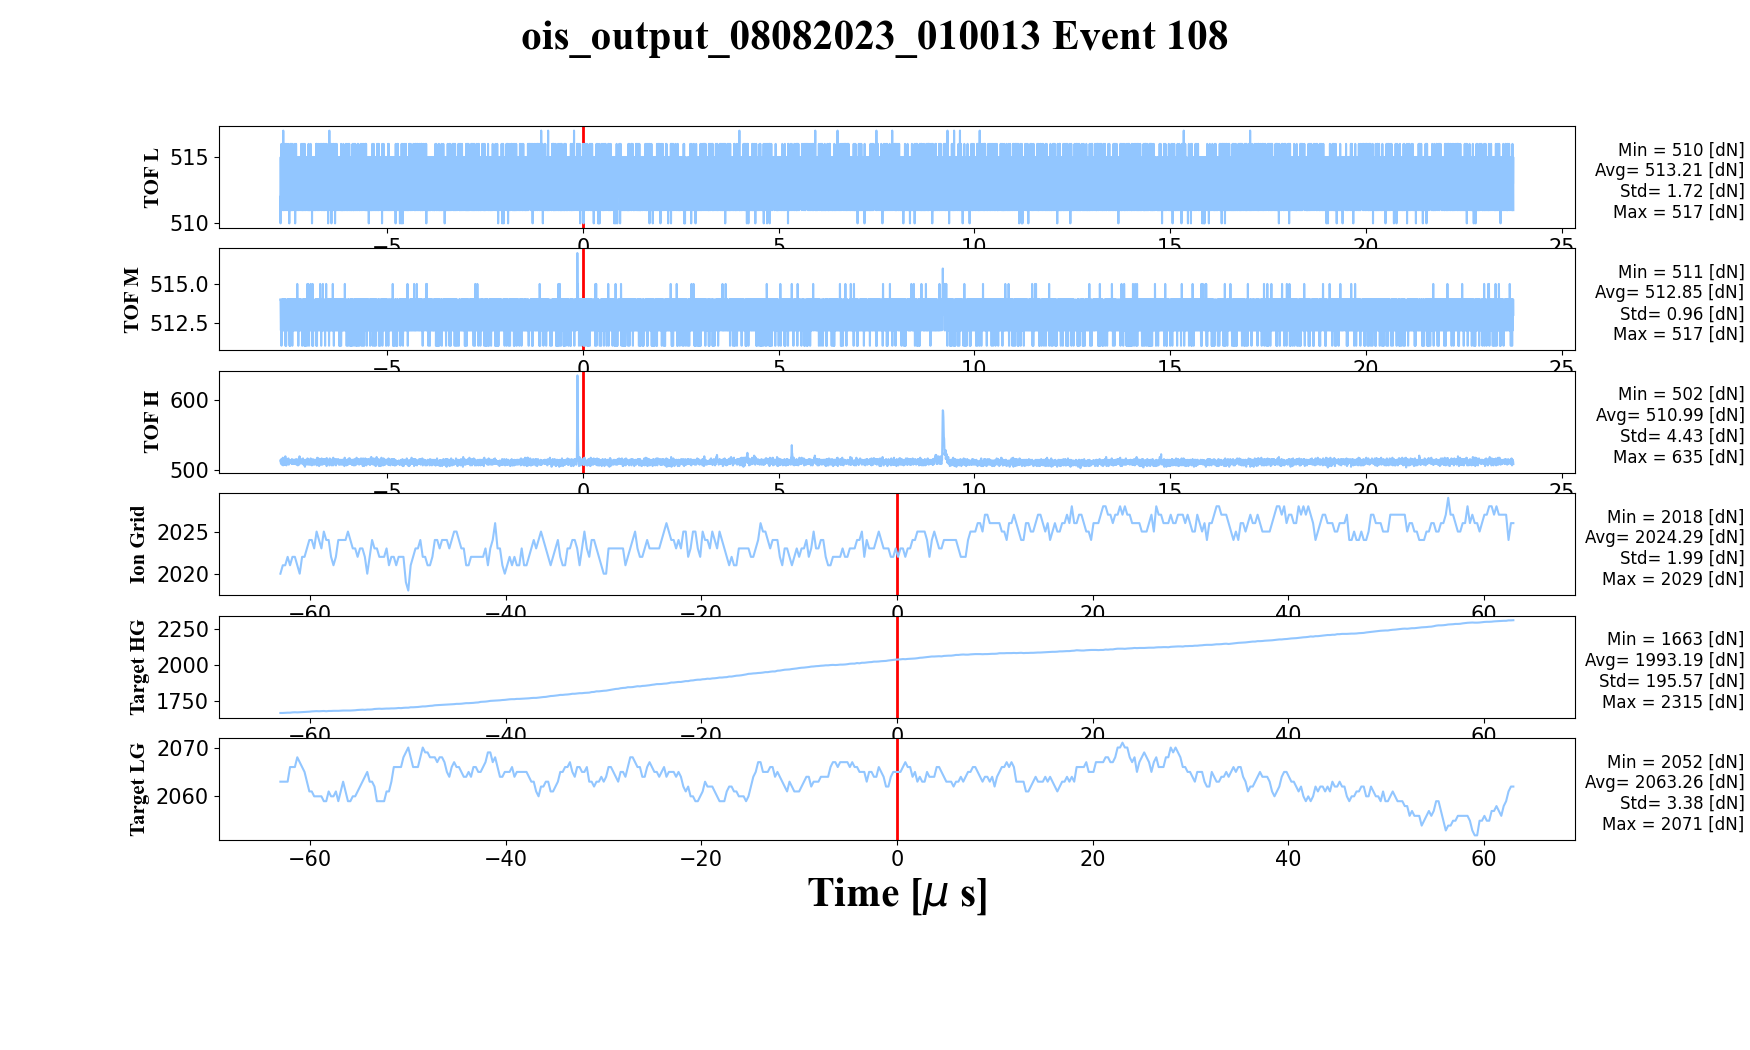 ois_output_08082023_010013 Event 108
TOF L
515
510
Min = 510 [dN]
Avg= 513.21 [dN]
Std= 1.72 [dN]
Max = 517 [dN]
−5 0 5 10 15 20 25
TOF M
515.0
512.5
Min = 511 [dN]
Avg= 512.85 [dN]
Std= 0.96 [dN]
Max = 517 [dN]
−5 0 5 10 15 20 25
TOF H
600
500
Min = 502 [dN]
Avg= 510.99 [dN]
Std= 4.43 [dN]
Max = 635 [dN]
−5 0 5 10 15 20 25
Ion Grid
2025
2020
Min = 2018 [dN]
Avg= 2024.29 [dN]
Std= 1.99 [dN]
Max = 2029 [dN]
−60 −40 −20 0 20 40 60
Target HG
2250
2000
1750
Min = 1663 [dN]
Avg= 1993.19 [dN]
Std= 195.57 [dN]
Max = 2315 [dN]
−60 −40 −20 0 20 40 60
Target LG
2070
2060
Min = 2052 [dN]
Avg= 2063.26 [dN]
Std= 3.38 [dN]
Max = 2071 [dN]
−60 −40 −20 0 20 40 60
Time [μ s]